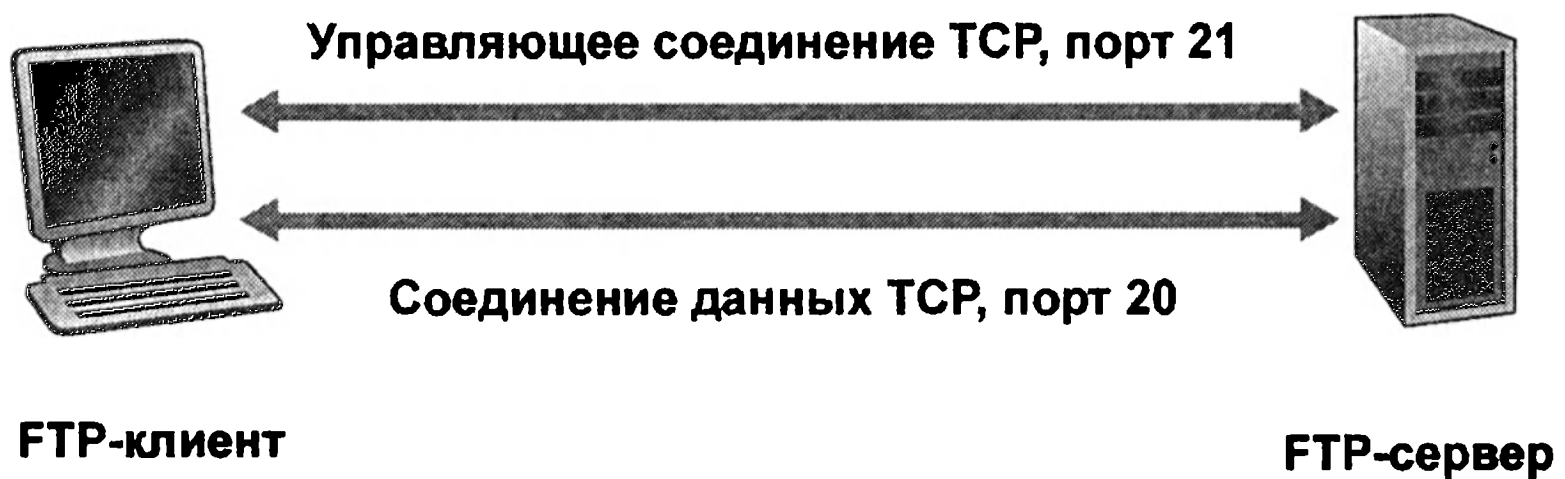 Управляющее соединение TCP, порт 21
Соединение данных TCP, порт 20
FTP-клиент
FTP-сервер